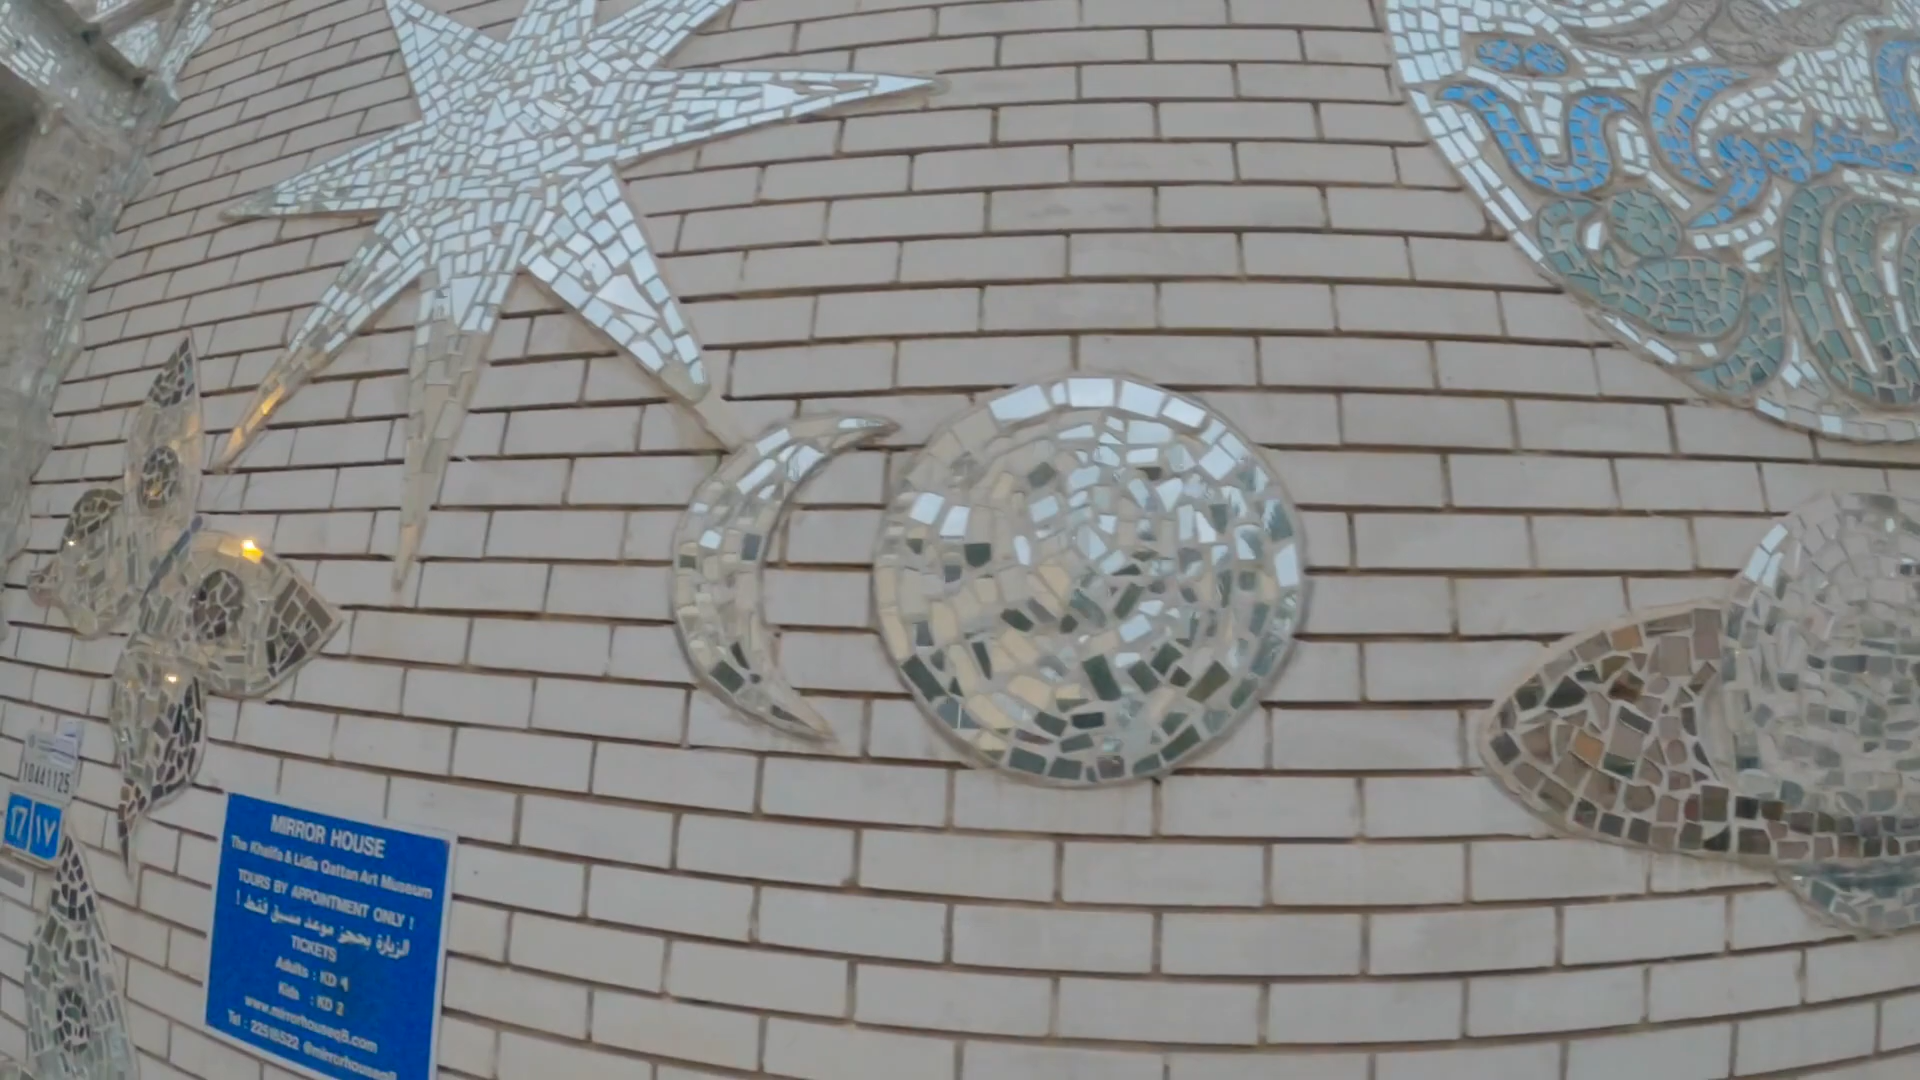 10441125
17 ١٧
MIRROR HOUSE
The Khalifa & Lidia Qattan Art Museum
TOURS BY APPOINTMENT ONLY !
الزيارة بحجز موعد مسبق فقط !
TICKETS
Adults : KD 4
Kids : KD 2
www.mirrorhouseq8.com
Tel : 22518522 @mirrorhouseq8